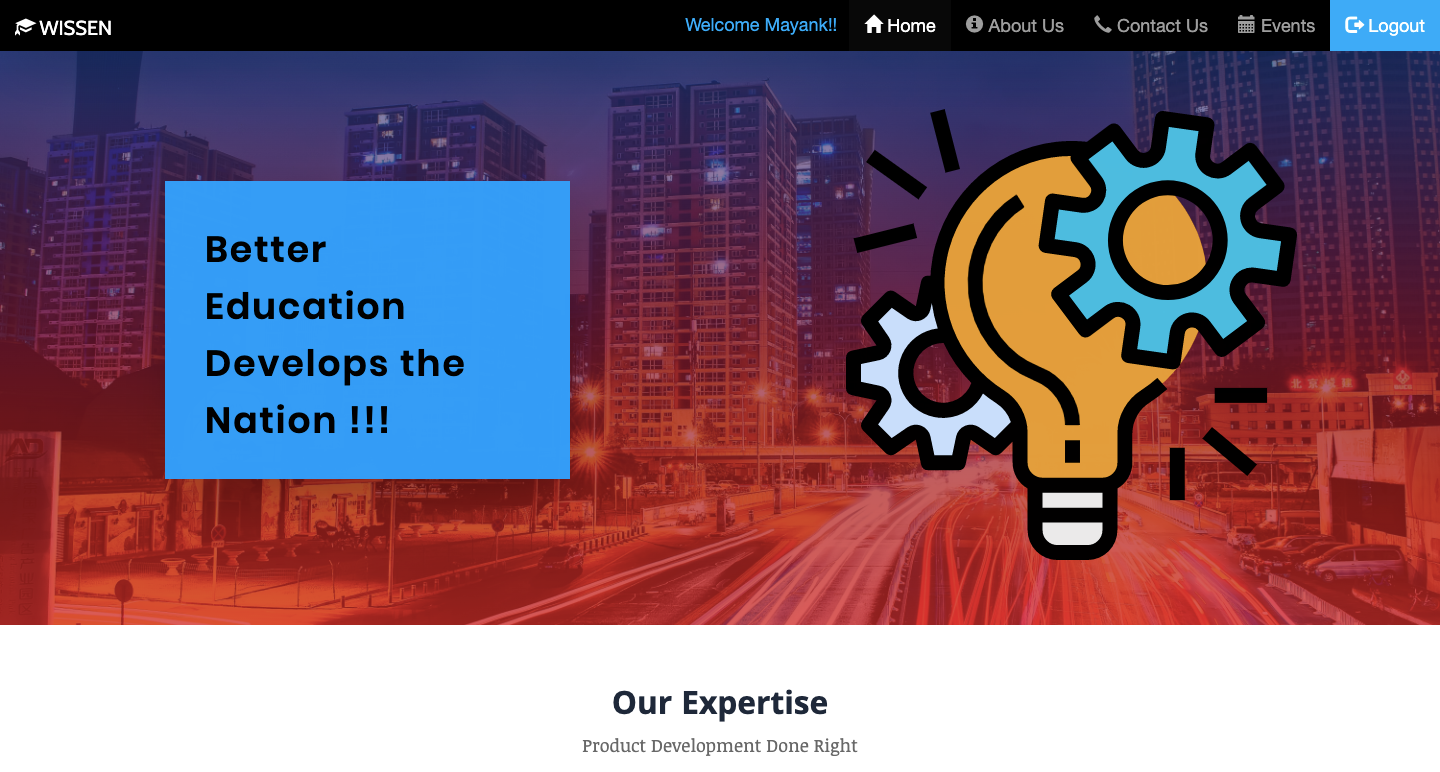 WISSEN
Welcome Mayank!!
Home
About Us
Contact Us
Events
Logout
Better
Education
Develops the
Nation !!!
Our Expertise
Product Development Done Right